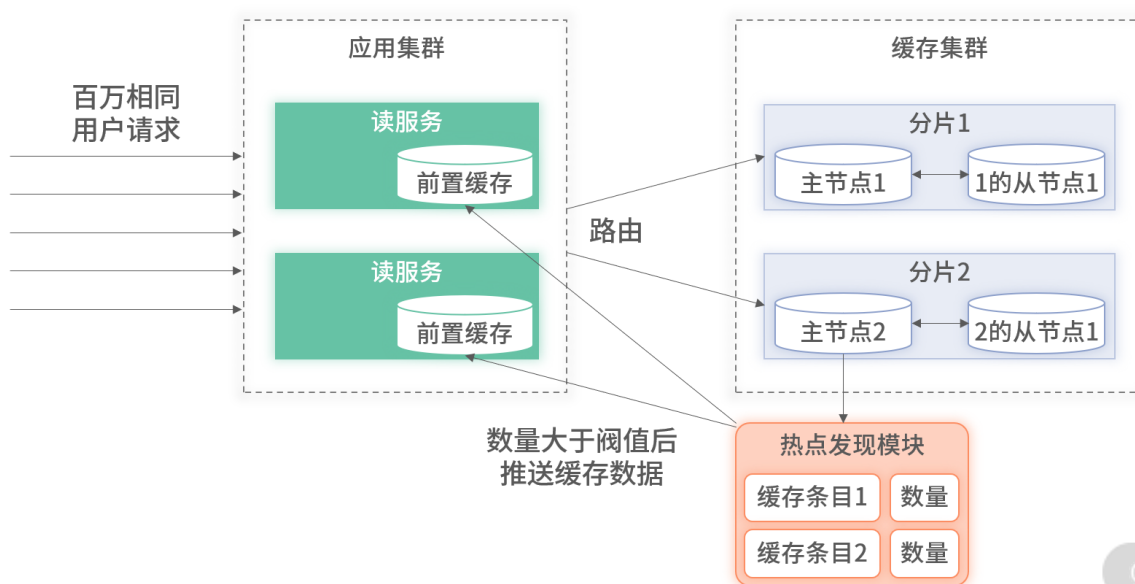 应用集群
缓存集群
百万相同
用户请求
读服务
前置缓存
读服务
前置缓存
路由
分片1
主节点1
1的从节点1
分片2
主节点2
2的从节点1
数量大于阀值后
推送缓存数据
热点发现模块
缓存条目1
数量
缓存条目2
数量